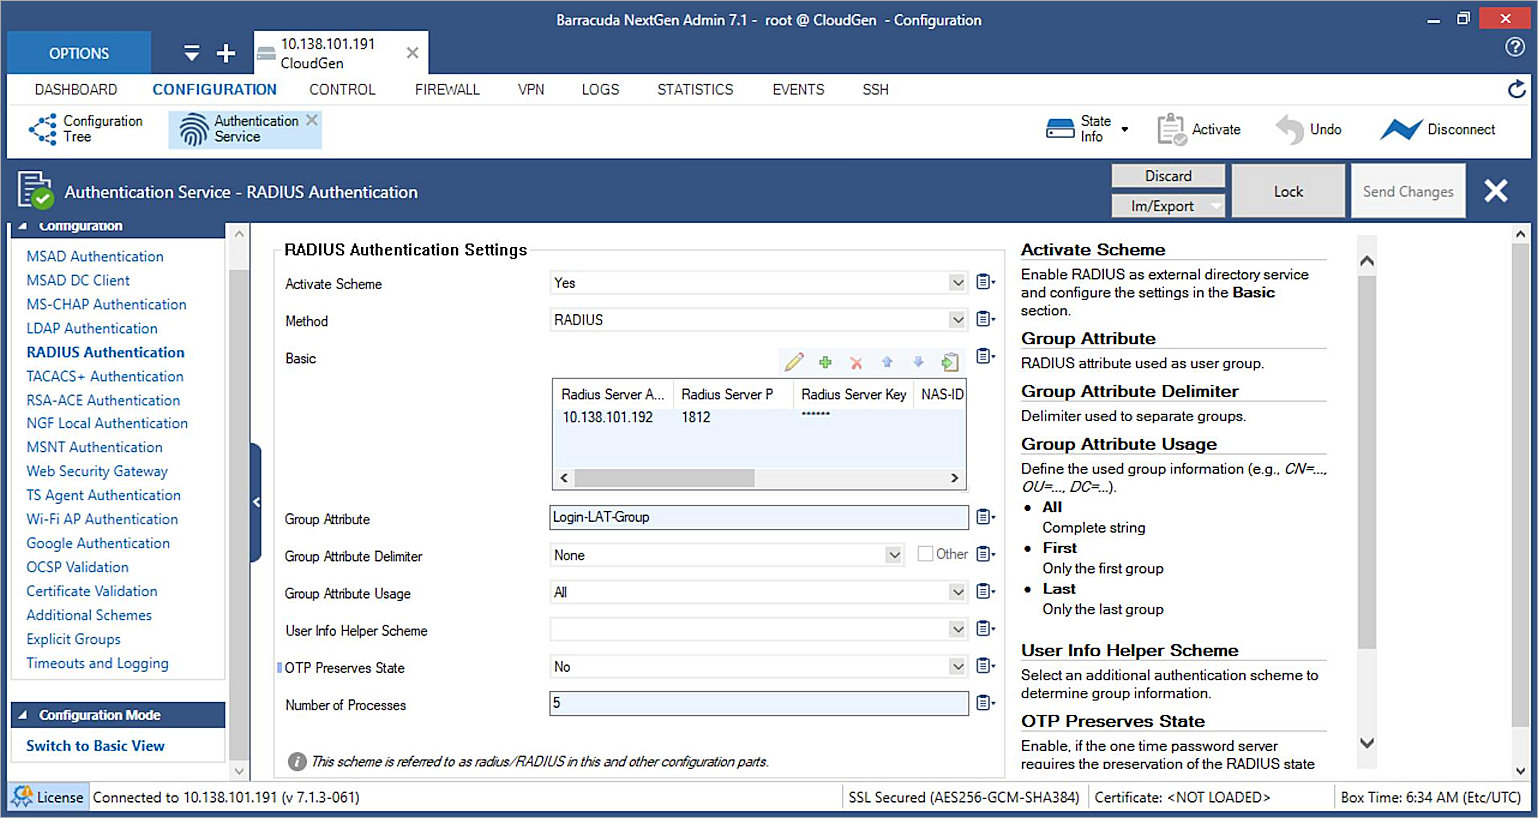 Barracuda NextGen Admin 7.1 - root @ CloudGen - Configuration
OPTIONS
10.138.101.191
CloudGen
DASHBOARD CONFIGURATION CONTROL FIREWALL VPN LOGS STATISTICS EVENTS SSH
Configuration
Tree
Authentication
Service
State
Info
Activate
Undo
Disconnect
Authentication Service - RADIUS Authentication
Discard
Im/Export
Lock
Send Changes
Configuration
MSAD Authentication
MSAD DC Client
MS-CHAP Authentication
LDAP Authentication
RADIUS Authentication
TACACS+ Authentication
RSA-ACE Authentication
NGF Local Authentication
MSNT Authentication
Web Security Gateway
TS Agent Authentication
Wi-Fi AP Authentication
Google Authentication
OCSP Validation
Certificate Validation
Additional Schemes
Explicit Groups
Timeouts and Logging
Configuration Mode
Switch to Basic View
RADIUS Authentication Settings
Activate Scheme Yes
Method RADIUS
Basic
Radius Server A... Radius Server P Radius Server Key NAS-ID
10.138.101.192 1812 ******
Group Attribute Login-LAT-Group
Group Attribute Delimiter None Other
Group Attribute Usage All
User Info Helper Scheme
OTP Preserves State No
Number of Processes 5
This scheme is referred to as radius/RADIUS in this and other configuration parts.
Activate Scheme
Enable RADIUS as external directory service
and configure the settings in the Basic
section.
Group Attribute
RADIUS attribute used as user group.
Group Attribute Delimiter
Delimiter used to separate groups.
Group Attribute Usage
Define the used group information (e.g., CN=...,
OU=..., DC=...).
• All
Complete string
• First
Only the first group
• Last
Only the last group
User Info Helper Scheme
Select an additional authentication scheme to
determine group information.
OTP Preserves State
Enable, if the one time password server
requires the preservation of the RADIUS state
License
Connected to 10.138.101.191 (v 7.1.3-061)
SSL Secured (AES256-GCM-SHA384)
Certificate: <NOT LOADED>
Box Time: 6:34 AM (Etc/UTC)